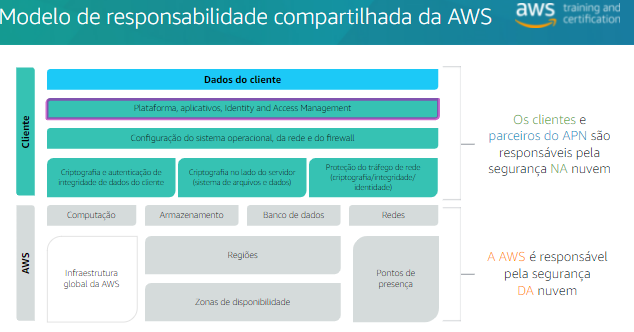 Modelo de responsabilidade compartilhada da AWS
aws training and
certification
Dados do cliente
Cliente
Plataforma, aplicativos, Identity and Access Management
Configuração do sistema operacional, da rede e do firewall
Criptografia e autenticação de
integridade de dados do cliente
Criptografia no lado do servidor
(sistema de arquivos e dados)
Proteção do tráfego de rede
(criptografia/integridade/
identidade)
Os clientes e
parceiros do APN são
responsáveis pela
segurança NA nuvem
AWS
Computação
Armazenamento
Banco de dados
Redes
Infraestrutura
global da AWS
Regiões
Zonas de disponibilidade
Pontos de
presença
A AWS é responsável
pela segurança
DA nuvem